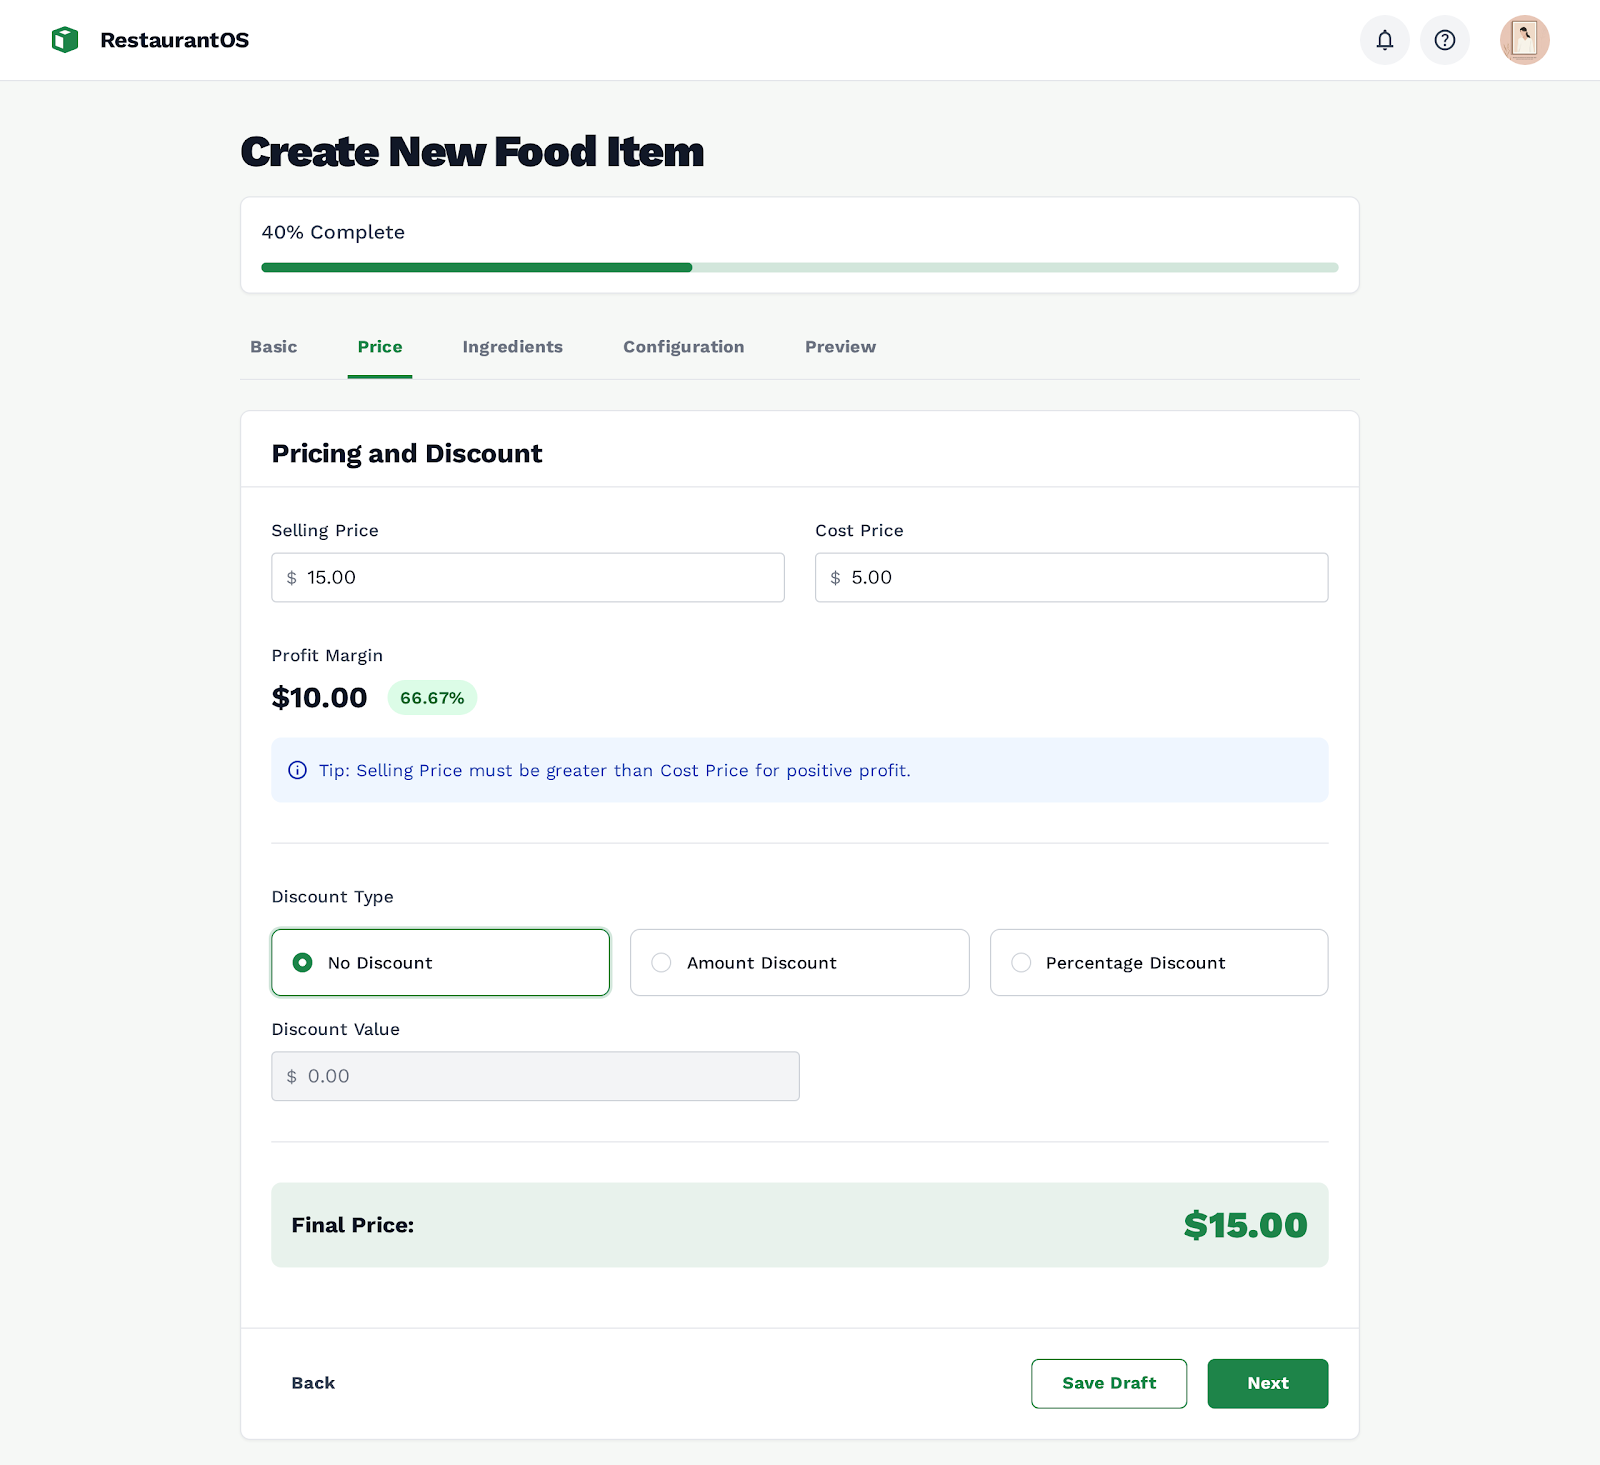 RestaurantOS
Create New Food Item
40% Complete
Basic
Price
Ingredients
Configuration
Preview
Pricing and Discount
Selling Price
Cost Price
$ 15.00
$ 5.00
Profit Margin
$10.00
66.67%
Tip: Selling Price must be greater than Cost Price for positive profit.
Discount Type
No Discount
Amount Discount
Percentage Discount
Discount Value
$ 0.00
Final Price:
$15.00
Back
Save Draft
Next